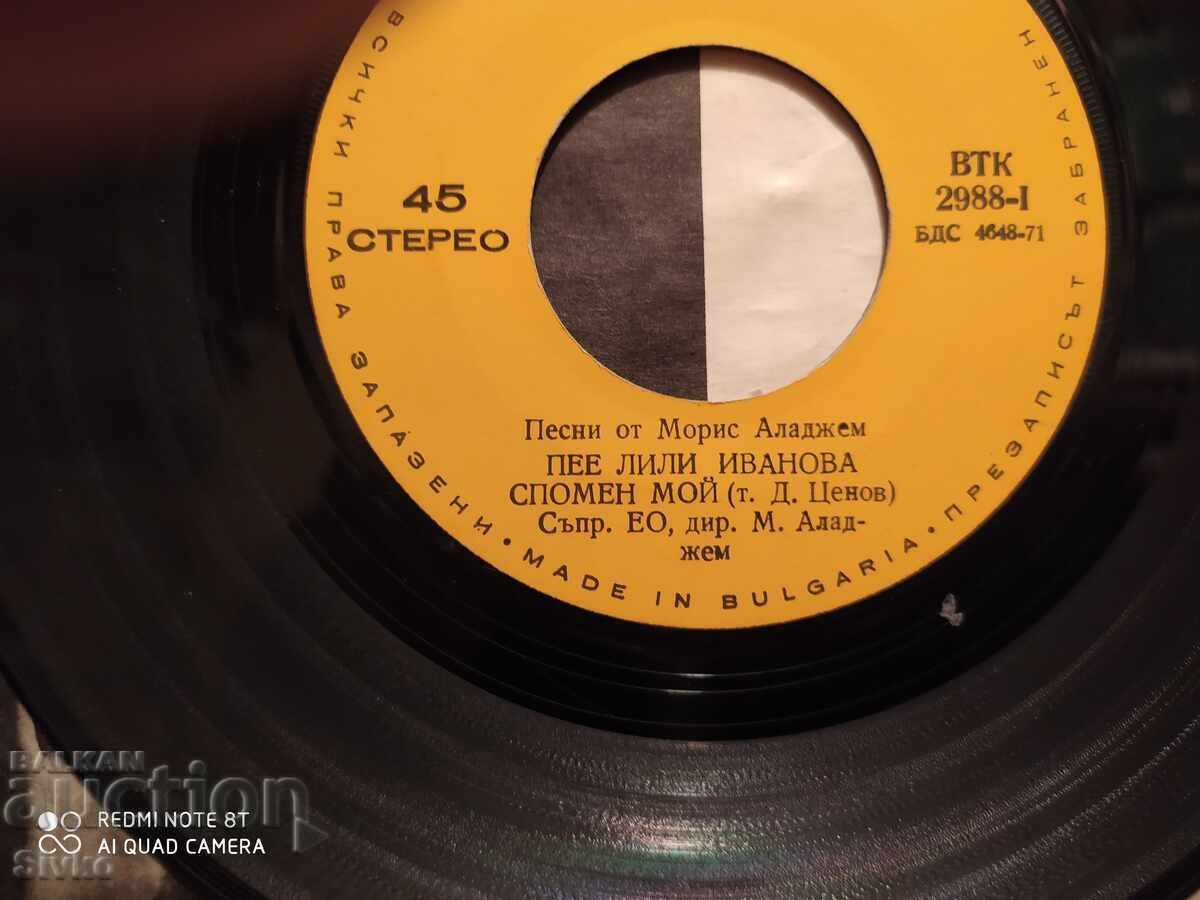 ВСИЧКИ ПРАВА ЗАПАЗЕНИ • MADE IN BULGARIA • ПРЕЗАПИСЪТ ЗАБРАНЕН
45
СТЕРЕО
ВТК
2988-I
БДС 4648-71
Песни от Морис Аладжем
ПЕЕ ЛИЛИ ИВАНОВА
СПОМЕН МОЙ (т. Д. Ценов)
Съпр. ЕО, дир. М. Алад-
жем
BALKAN
auction
REDMI NOTE 8T
AI QUAD CAMERA
Sivko